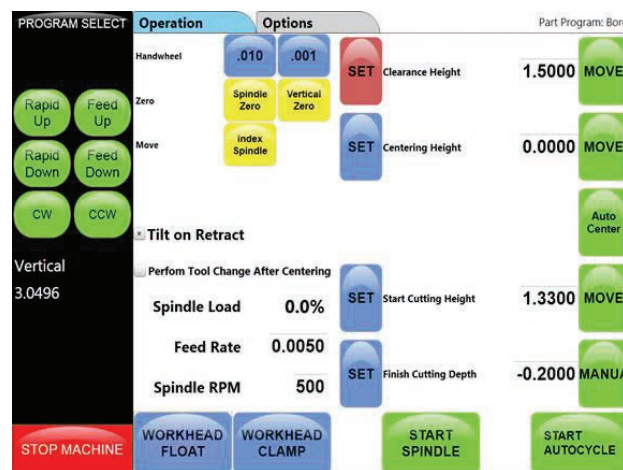 PROGRAM SELECT
Operation
Options
Part Program: Bor
Handwheel
.010
.001
SET
Clearance Height
1.5000
MOVE
Rapid
Up
Feed
Up
Zero
Spindle
Zero
Vertical
Zero
Rapid
Down
Feed
Down
Move
index
Spindle
SET
Centering Height
0.0000
MOVE
CW
CCW
Auto
Center
Tilt on Retract
Vertical
3.0496
Perfom Tool Change After Centering
Spindle Load
0.0%
SET
Start Cutting Height
1.3300
MOVE
Feed Rate
0.0050
Spindle RPM
500
SET
Finish Cutting Depth
-0.2000
MANUA
STOP MACHINE
WORKHEAD
FLOAT
WORKHEAD
CLAMP
START
SPINDLE
START
AUTOCYCLE